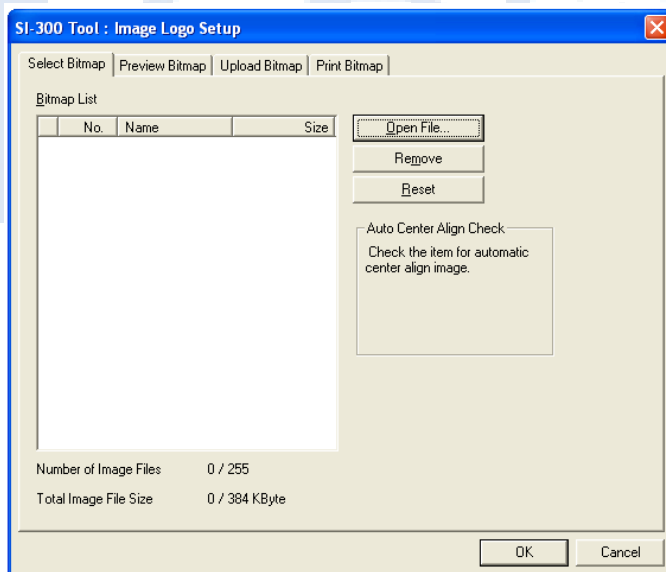 SI-300 Tool : Image Logo Setup
Select Bitmap Preview Bitmap Upload Bitmap Print Bitmap
Bitmap List
No. Name Size
Open File...
Remove
Reset
Auto Center Align Check
Check the item for automatic
center align image.
Number of Image Files 0 / 255
Total Image File Size 0 / 384 KByte
OK Cancel